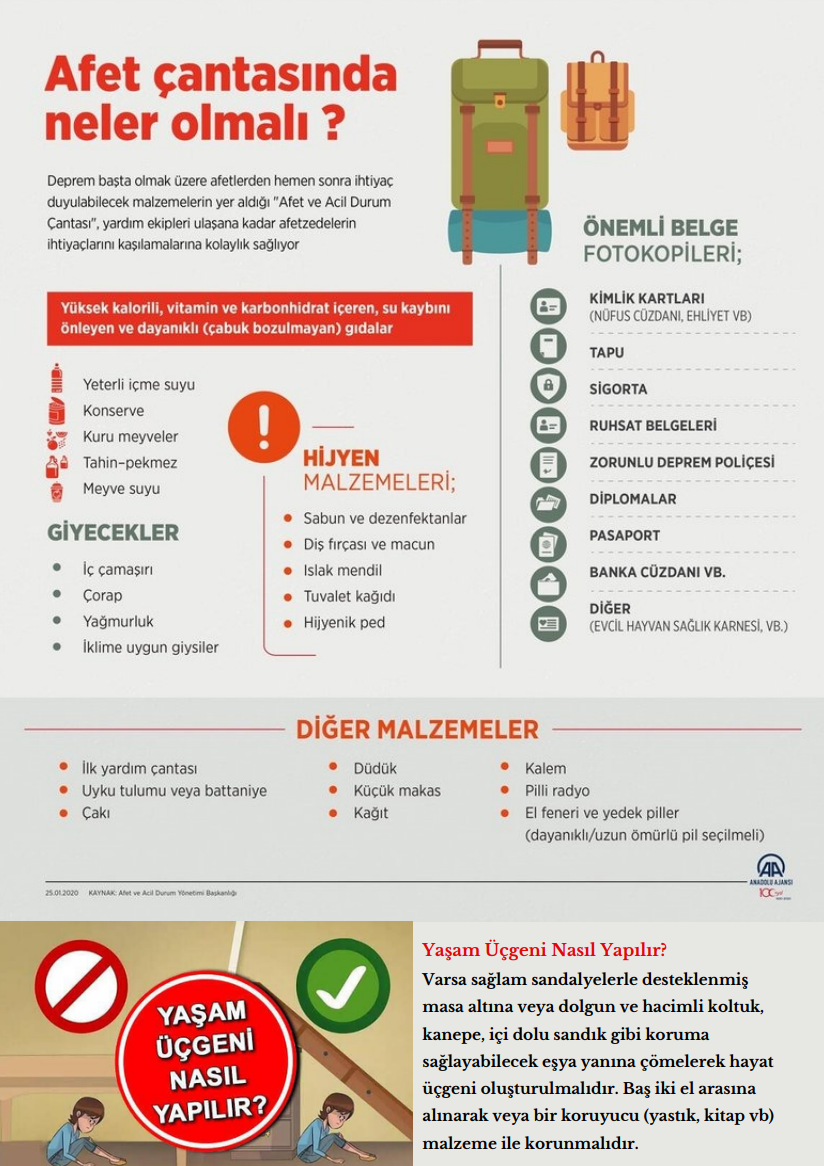 Afet çantasında
neler olmalı ?
Deprem başta olmak üzere afetlerden hemen sonra ihtiyaç
duyulabilecek malzemelerin yer aldığı "Afet ve Acil Durum
Çantası", yardım ekipleri ulaşana kadar afetzedelerin
ihtiyaçlarını kaşılamalarına kolaylık sağlıyor
Yüksek kalorili, vitamin ve karbonhidrat içeren, su kaybını
önleyen ve dayanıklı (çabuk bozulmayan) gıdalar
Yeterli içme suyu
Konserve
Kuru meyveler
Tahin–pekmez
Meyve suyu
GİYECEKLER
İç çamaşırı
Çorap
Yağmurluk
İklime uygun giysiler
!
HİJYEN
MALZEMELERİ;
Sabun ve dezenfektanlar
Diş fırçası ve macun
Islak mendil
Tuvalet kağıdı
Hijyenik ped
ÖNEMLİ BELGE
FOTOKOPİLERİ;
KİMLİK KARTLARI
(NÜFUS CÜZDANI, EHLİYET VB)
TAPU
SİGORTA
RUHSAT BELGELERİ
ZORUNLU DEPREM POLİÇESİ
DİPLOMALAR
PASAPORT
BANKA CÜZDANI VB.
DİĞER
(EVCİL HAYVAN SAĞLIK KARNESİ, VB.)
DİĞER MALZEMELER
İlk yardım çantası
Uyku tulumu veya battaniye
Çakı
Düdük
Küçük makas
Kağıt
Kalem
Pilli radyo
El feneri ve yedek piller
(dayanıklı/uzun ömürlü pil seçilmeli)
25.01.2020 KAYNAK: Afet ve Acil Durum Yönetimi Başkanlığı
AA
ANADOLU AJANSI
100
YAŞAM
ÜÇGENİ
NASIL
YAPILIR?
Yaşam Üçgeni Nasıl Yapılır?
Varsa sağlam sandalyelerle desteklenmiş
masa altına veya dolgun ve hacimli koltuk,
kanepe, içi dolu sandık gibi koruma
sağlayabilecek eşya yanına çömelerek hayat
üçgeni oluşturulmalıdır. Baş iki el arasına
alınarak veya bir koruyucu (yastık, kitap vb)
malzeme ile korunmalıdır.